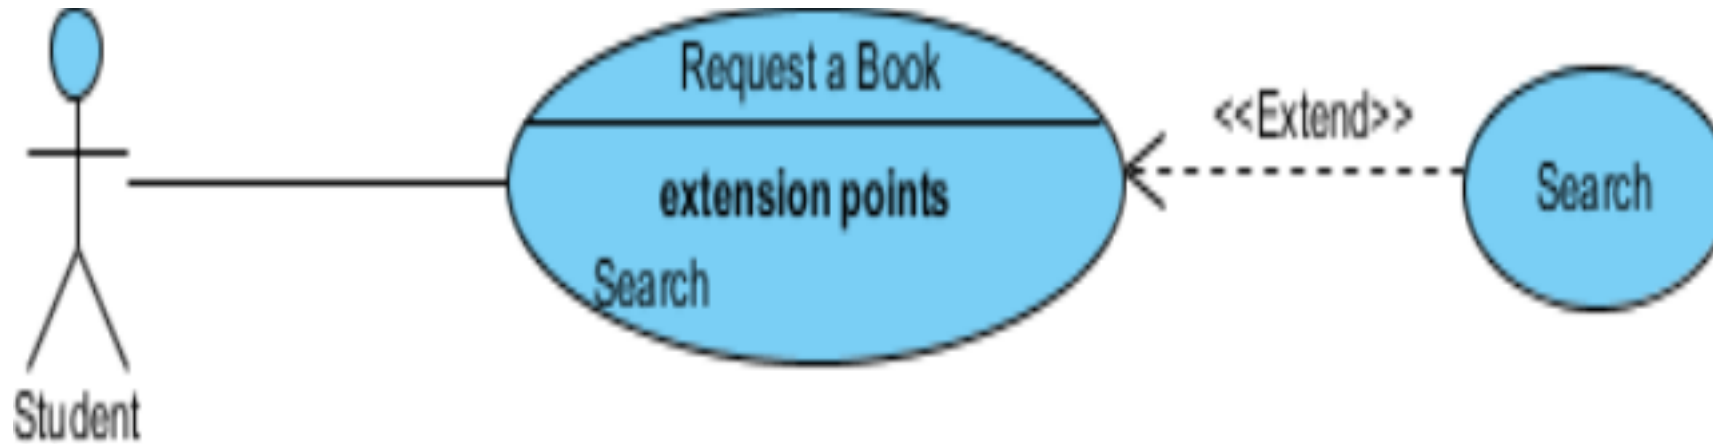 Request a Book
extension points
Search
<<Extend>>
Search
Student